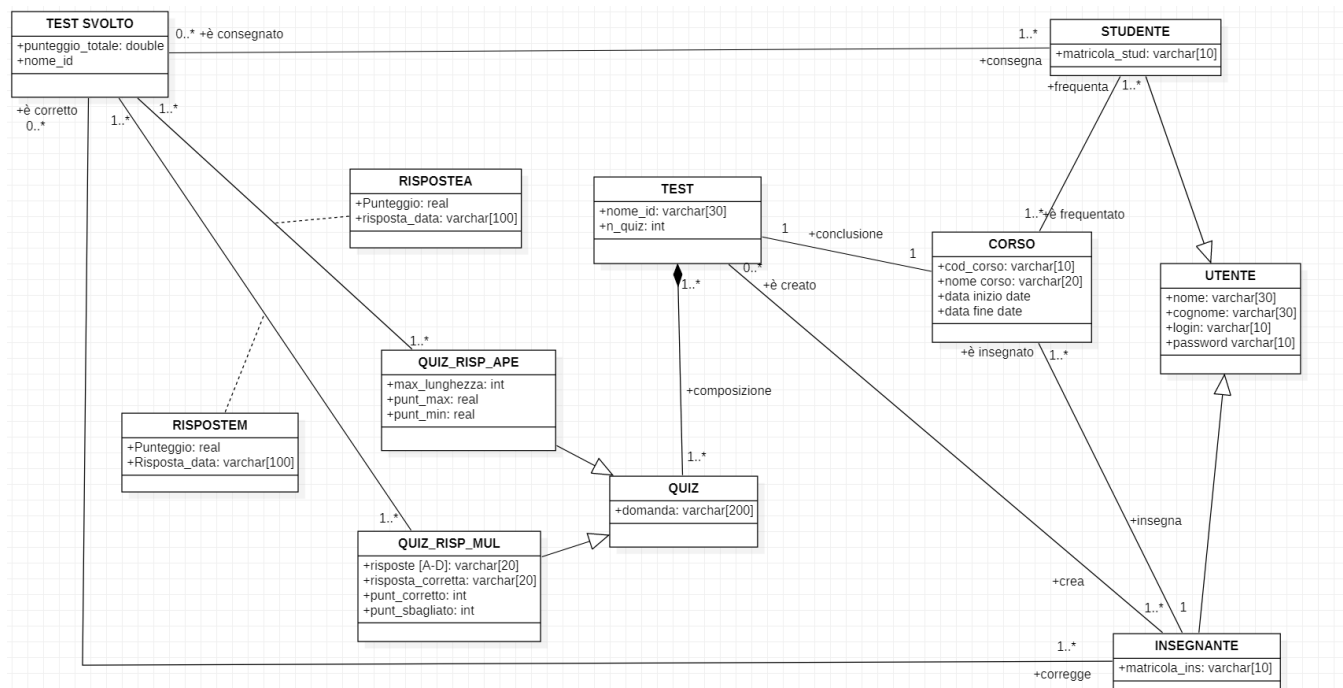 TEST SVOLTO
+punteggio_totale: double
+nome_id
0..* +è consegnato
1..*
+consegna
STUDENTE
+matricola_stud: varchar[10]
+frequenta
1..*
+è corretto
0..*
1..*
1..*
RISPOSTEA
+Punteggio: real
+risposta_data: varchar[100]
TEST
+nome_id: varchar[30]
+n_quiz: int
1
+conclusione
1
1..*
+è frequentato
CORSO
+cod_corso: varchar[10]
+nome corso: varchar[20]
+data inizio date
+data fine date
UTENTE
+nome: varchar[30]
+cognome: varchar[30]
+login: varchar[10]
+password varchar[10]
0..*
+è creato
1..*
+è insegnato
1..*
1..*
QUIZ_RISP_APE
+max_lunghezza: int
+punt_max: real
+punt_min: real
+composizione
RISPOSTEM
+Punteggio: real
+Risposta_data: varchar[100]
1..*
QUIZ
+domanda: varchar[200]
1..*
QUIZ_RISP_MUL
+risposte [A-D]: varchar[20]
+risposta_corretta: varchar[20]
+punt_corretto: int
+punt_sbagliato: int
+insegna
+crea
1..*
1
1..*
+corregge
INSEGNANTE
+matricola_ins: varchar[10]